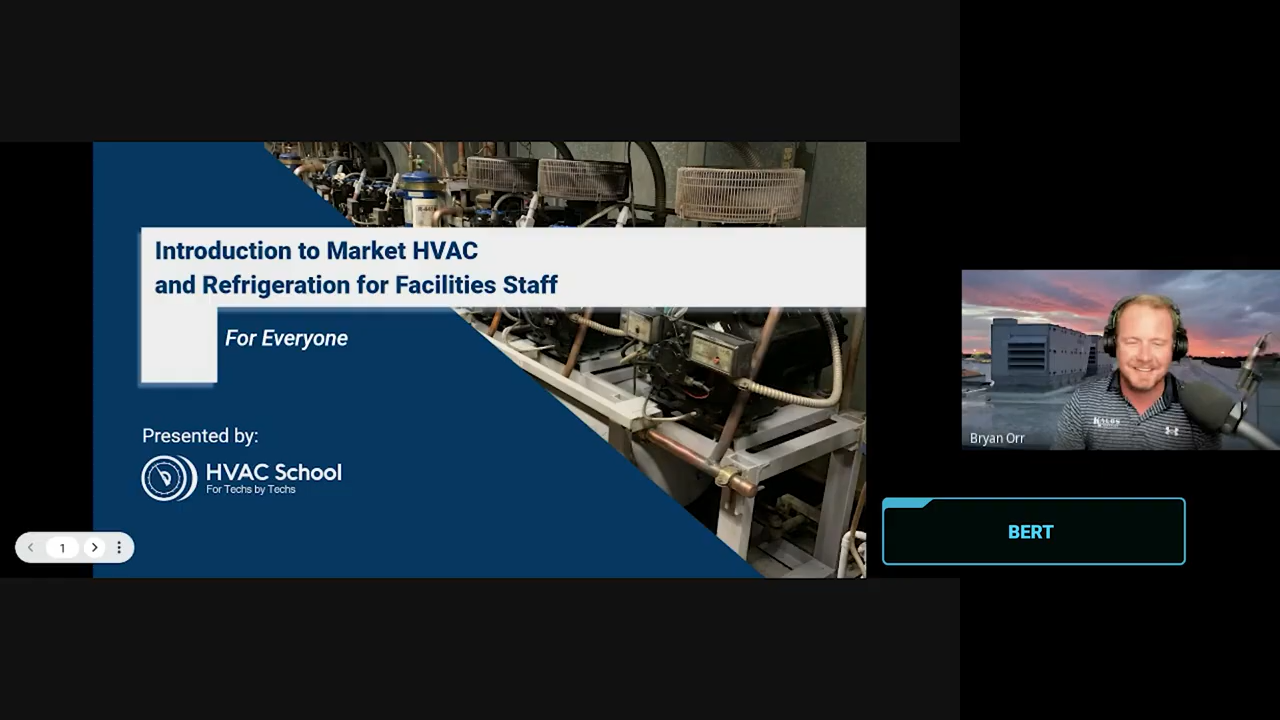 Introduction to Market HVAC
and Refrigeration for Facilities Staff
For Everyone
Presented by:
HVAC School
For Techs by Techs
1
Bryan Orr
KALOS
BERT